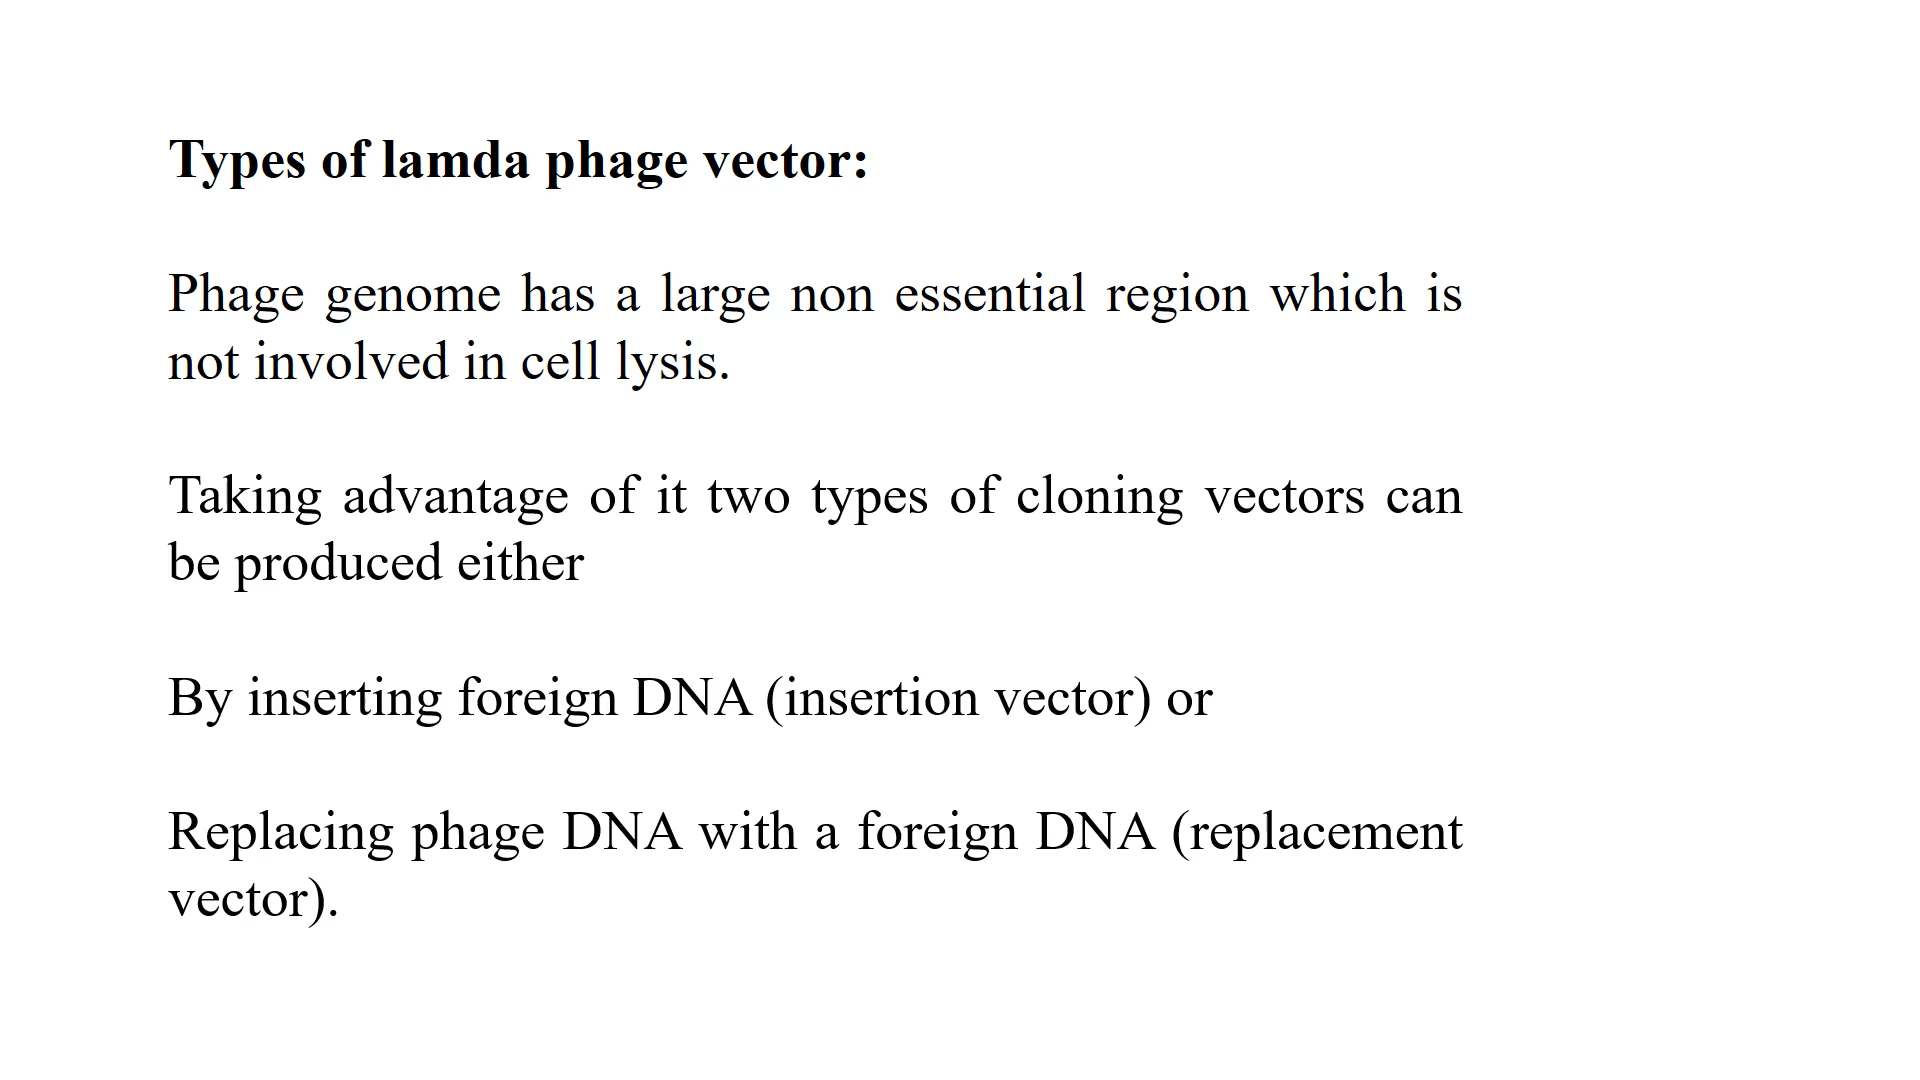 Types of lamda phage vector:
Phage genome has a large non essential region which is
not involved in cell lysis.
Taking advantage of it two types of cloning vectors can
be produced either
By inserting foreign DNA (insertion vector) or
Replacing phage DNA with a foreign DNA (replacement
vector).